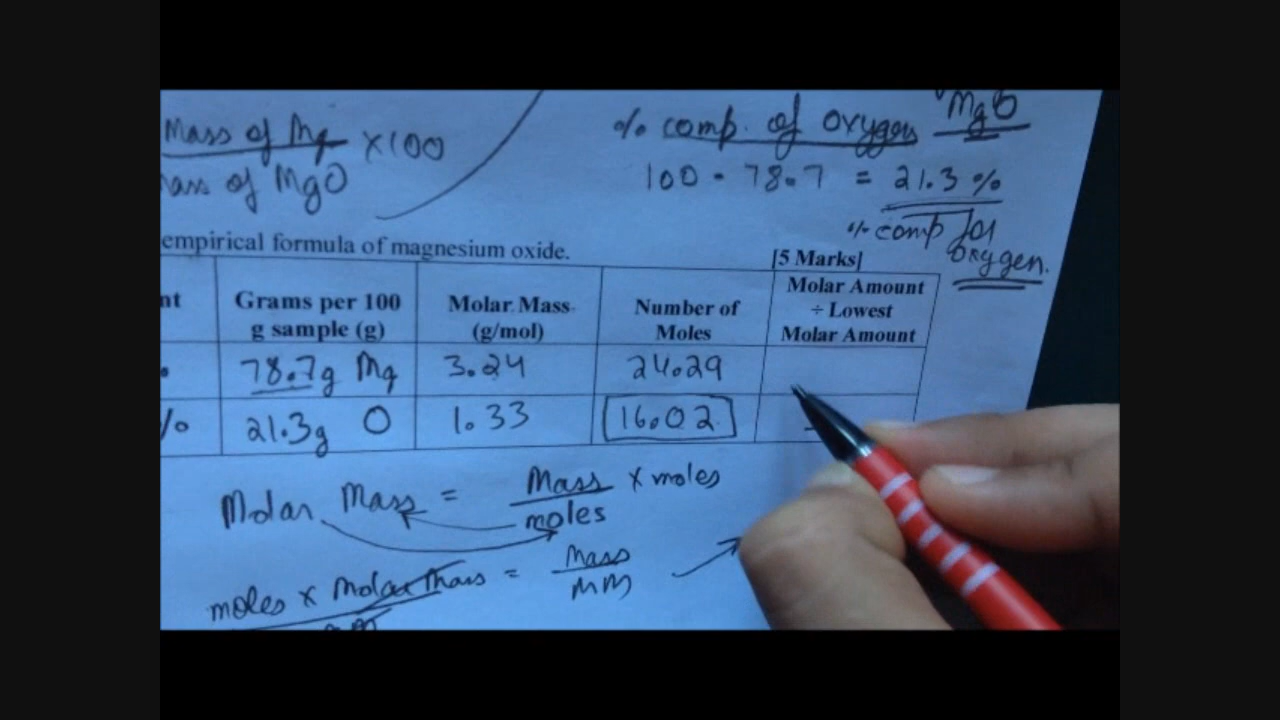 Mass of Mg x100
Mass of MgO
% comp. of oxygen MgO
100 - 78.7 = 21.3 %
% comp for
oxygen.
empirical formula of magnesium oxide.
[5 Marks]
nt
Grams per 100
g sample (g)
Molar Mass
(g/mol)
Number of
Moles
Molar Amount
÷ Lowest
Molar Amount
78.7g Mg
3.24
24.29
%
21.3g O
1.33
16.02
Molar Mass = Mass x moles
moles
moles x Molar Mass = Mass
MM